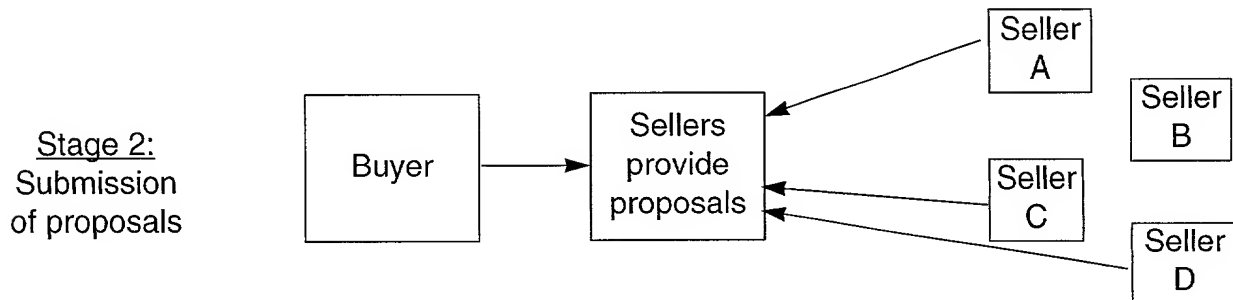 Stage 2:
Submission
of proposals
Buyer
Sellers
provide
proposals
Seller
A
Seller
B
Seller
C
Seller
D